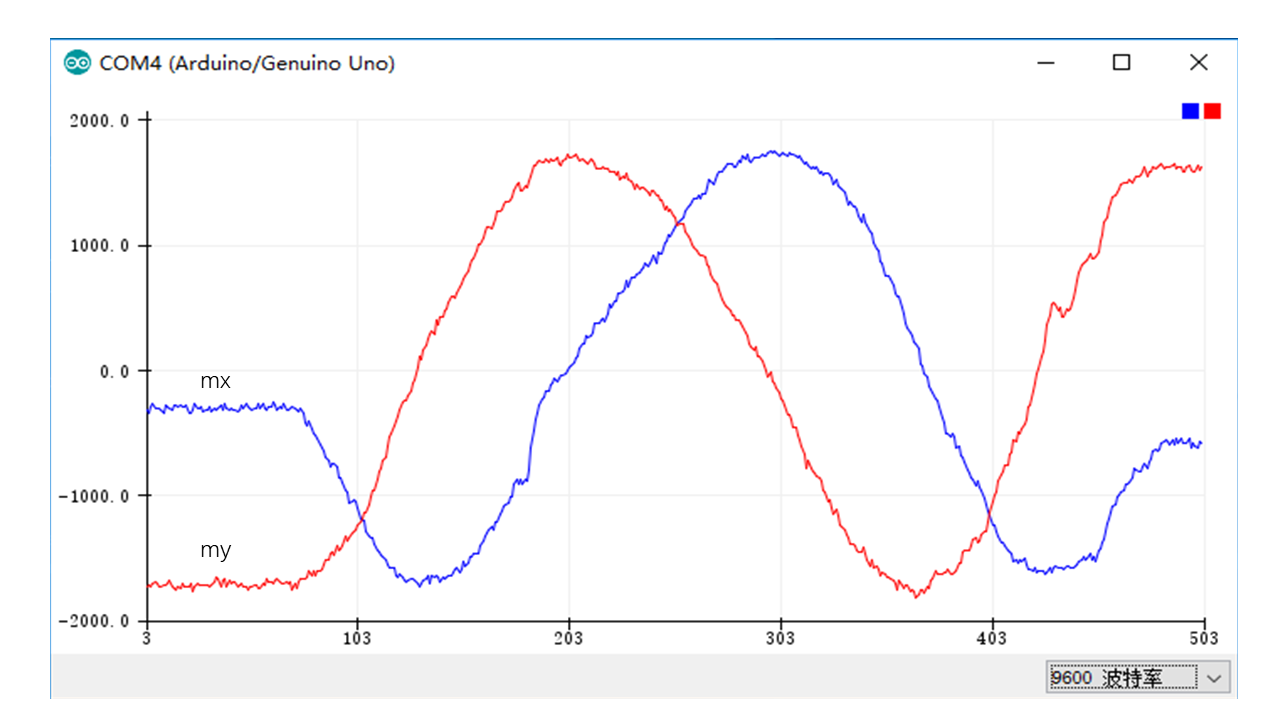 COM4 (Arduino/Genuino Uno)
2000. 0
1000. 0
0. 0
mx
-1000. 0
my
-2000. 0
3 103 203 303 403 503
9600 波特率